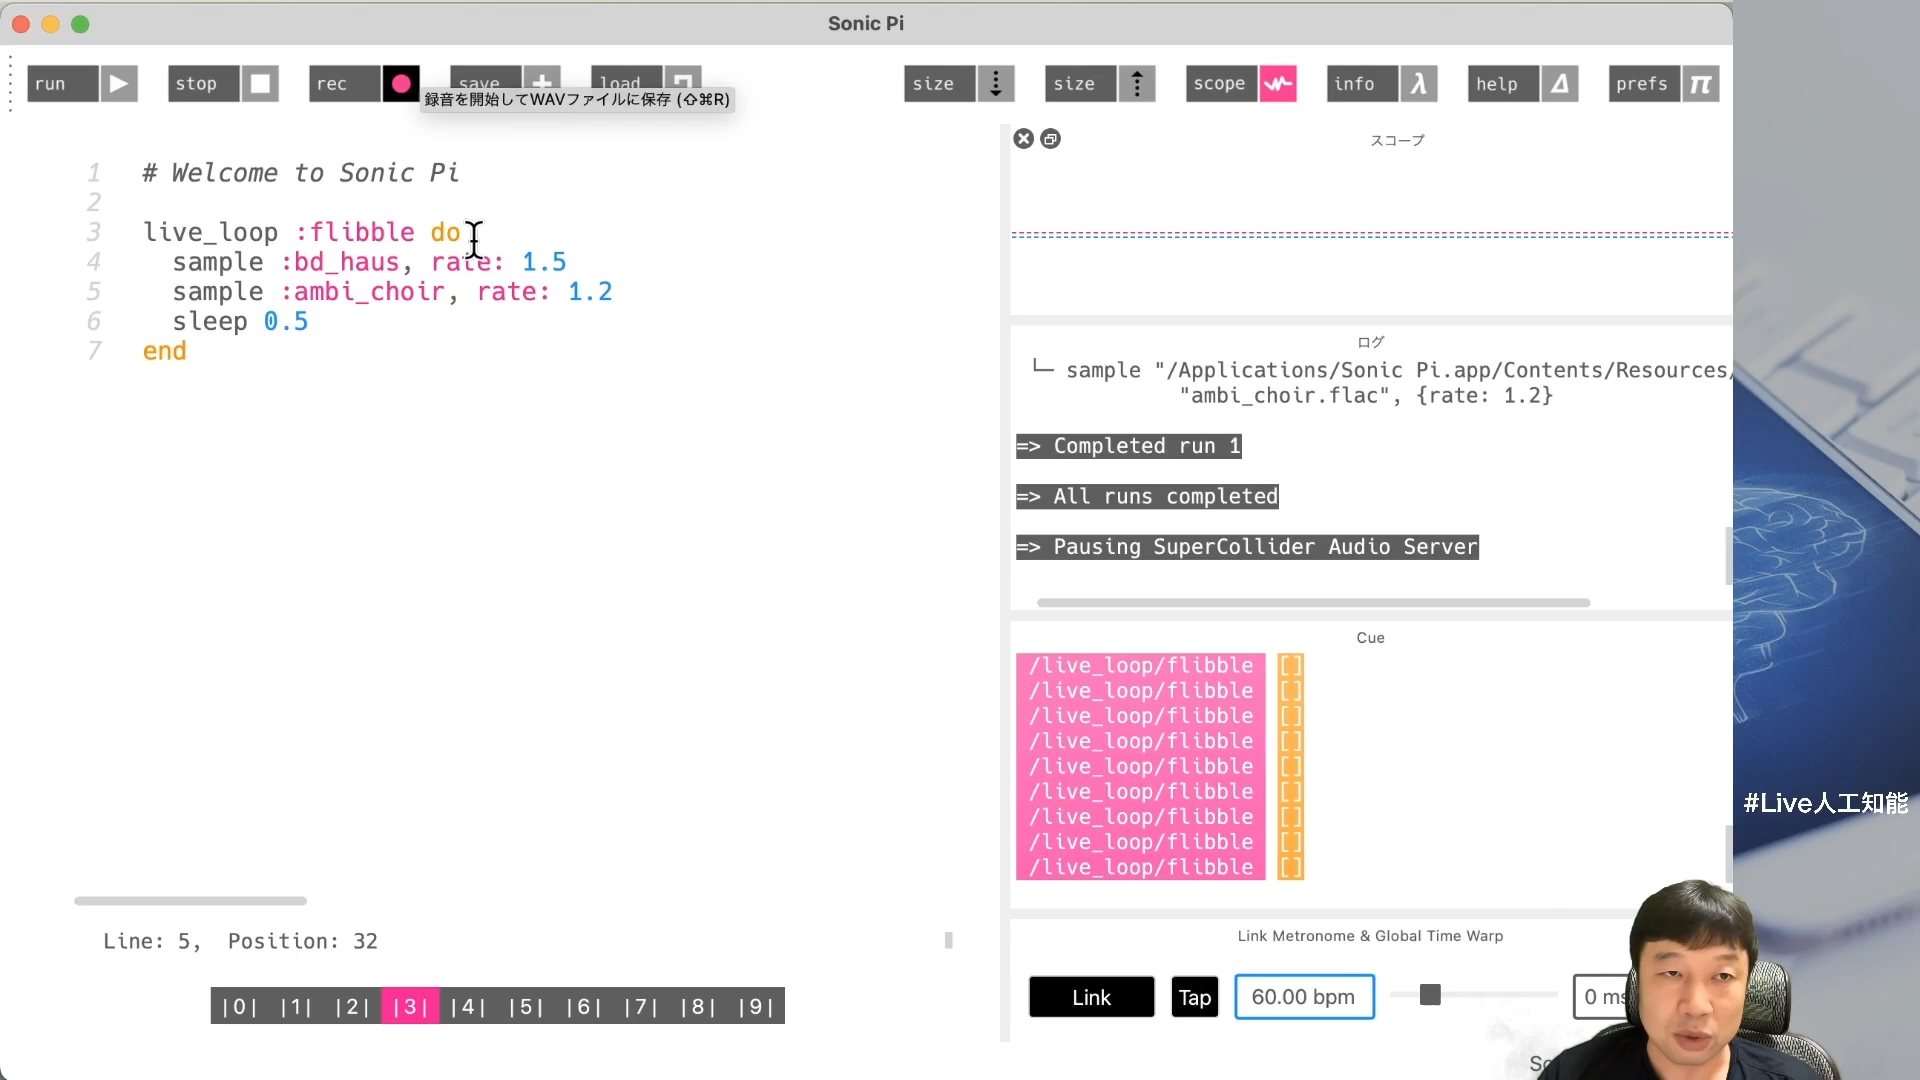 Sonic Pi
run
stop
rec
save
load
size
size
scope
info
help
prefs
録音を開始してWAVファイルに保存 (⇧⌘R)
1 # Welcome to Sonic Pi
2
3 live_loop :flibble do
4 sample :bd_haus, rate: 1.5
5 sample :ambi_choir, rate: 1.2
6 sleep 0.5
7 end
Line: 5, Position: 32
|0| |1| |2| |3| |4| |5| |6| |7| |8| |9|
スコープ
ログ
└─ sample "/Applications/Sonic Pi.app/Contents/Resources/
"ambi_choir.flac", {rate: 1.2}
=> Completed run 1
=> All runs completed
=> Pausing SuperCollider Audio Server
Cue
/live_loop/flibble []
/live_loop/flibble []
/live_loop/flibble []
/live_loop/flibble []
/live_loop/flibble []
/live_loop/flibble []
/live_loop/flibble []
/live_loop/flibble []
/live_loop/flibble []
Link Metronome & Global Time Warp
Link
Tap
60.00 bpm
0 ms
#Live人工知能